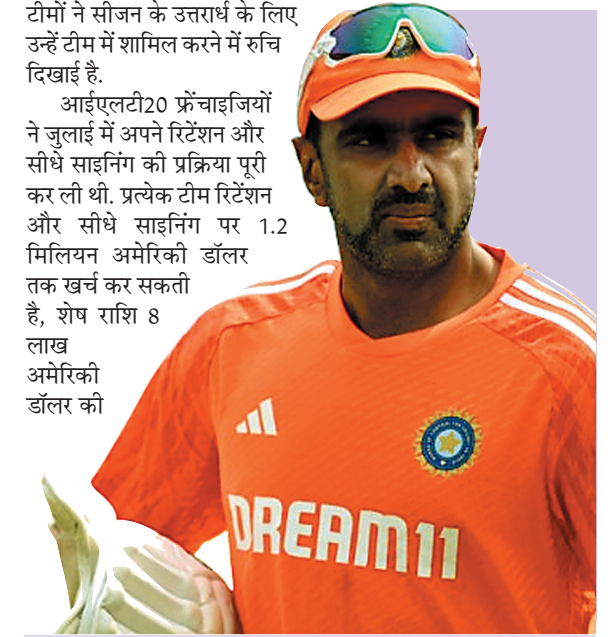 टीमों ने सीजन के उत्तरार्ध के लिए
उन्हें टीम में शामिल करने में रुचि
दिखाई है.
आईएलटी20 फ्रेंचाइजियों
ने जुलाई में अपने रिटेंशन और
सीधे साइनिंग की प्रक्रिया पूरी
कर ली थी. प्रत्येक टीम रिटेंशन
और सीधे साइनिंग पर 1.2
मिलियन अमेरिकी डॉलर
तक खर्च कर सकती
है, शेष राशि 8
लाख
अमेरिकी
डॉलर की
DREAM11